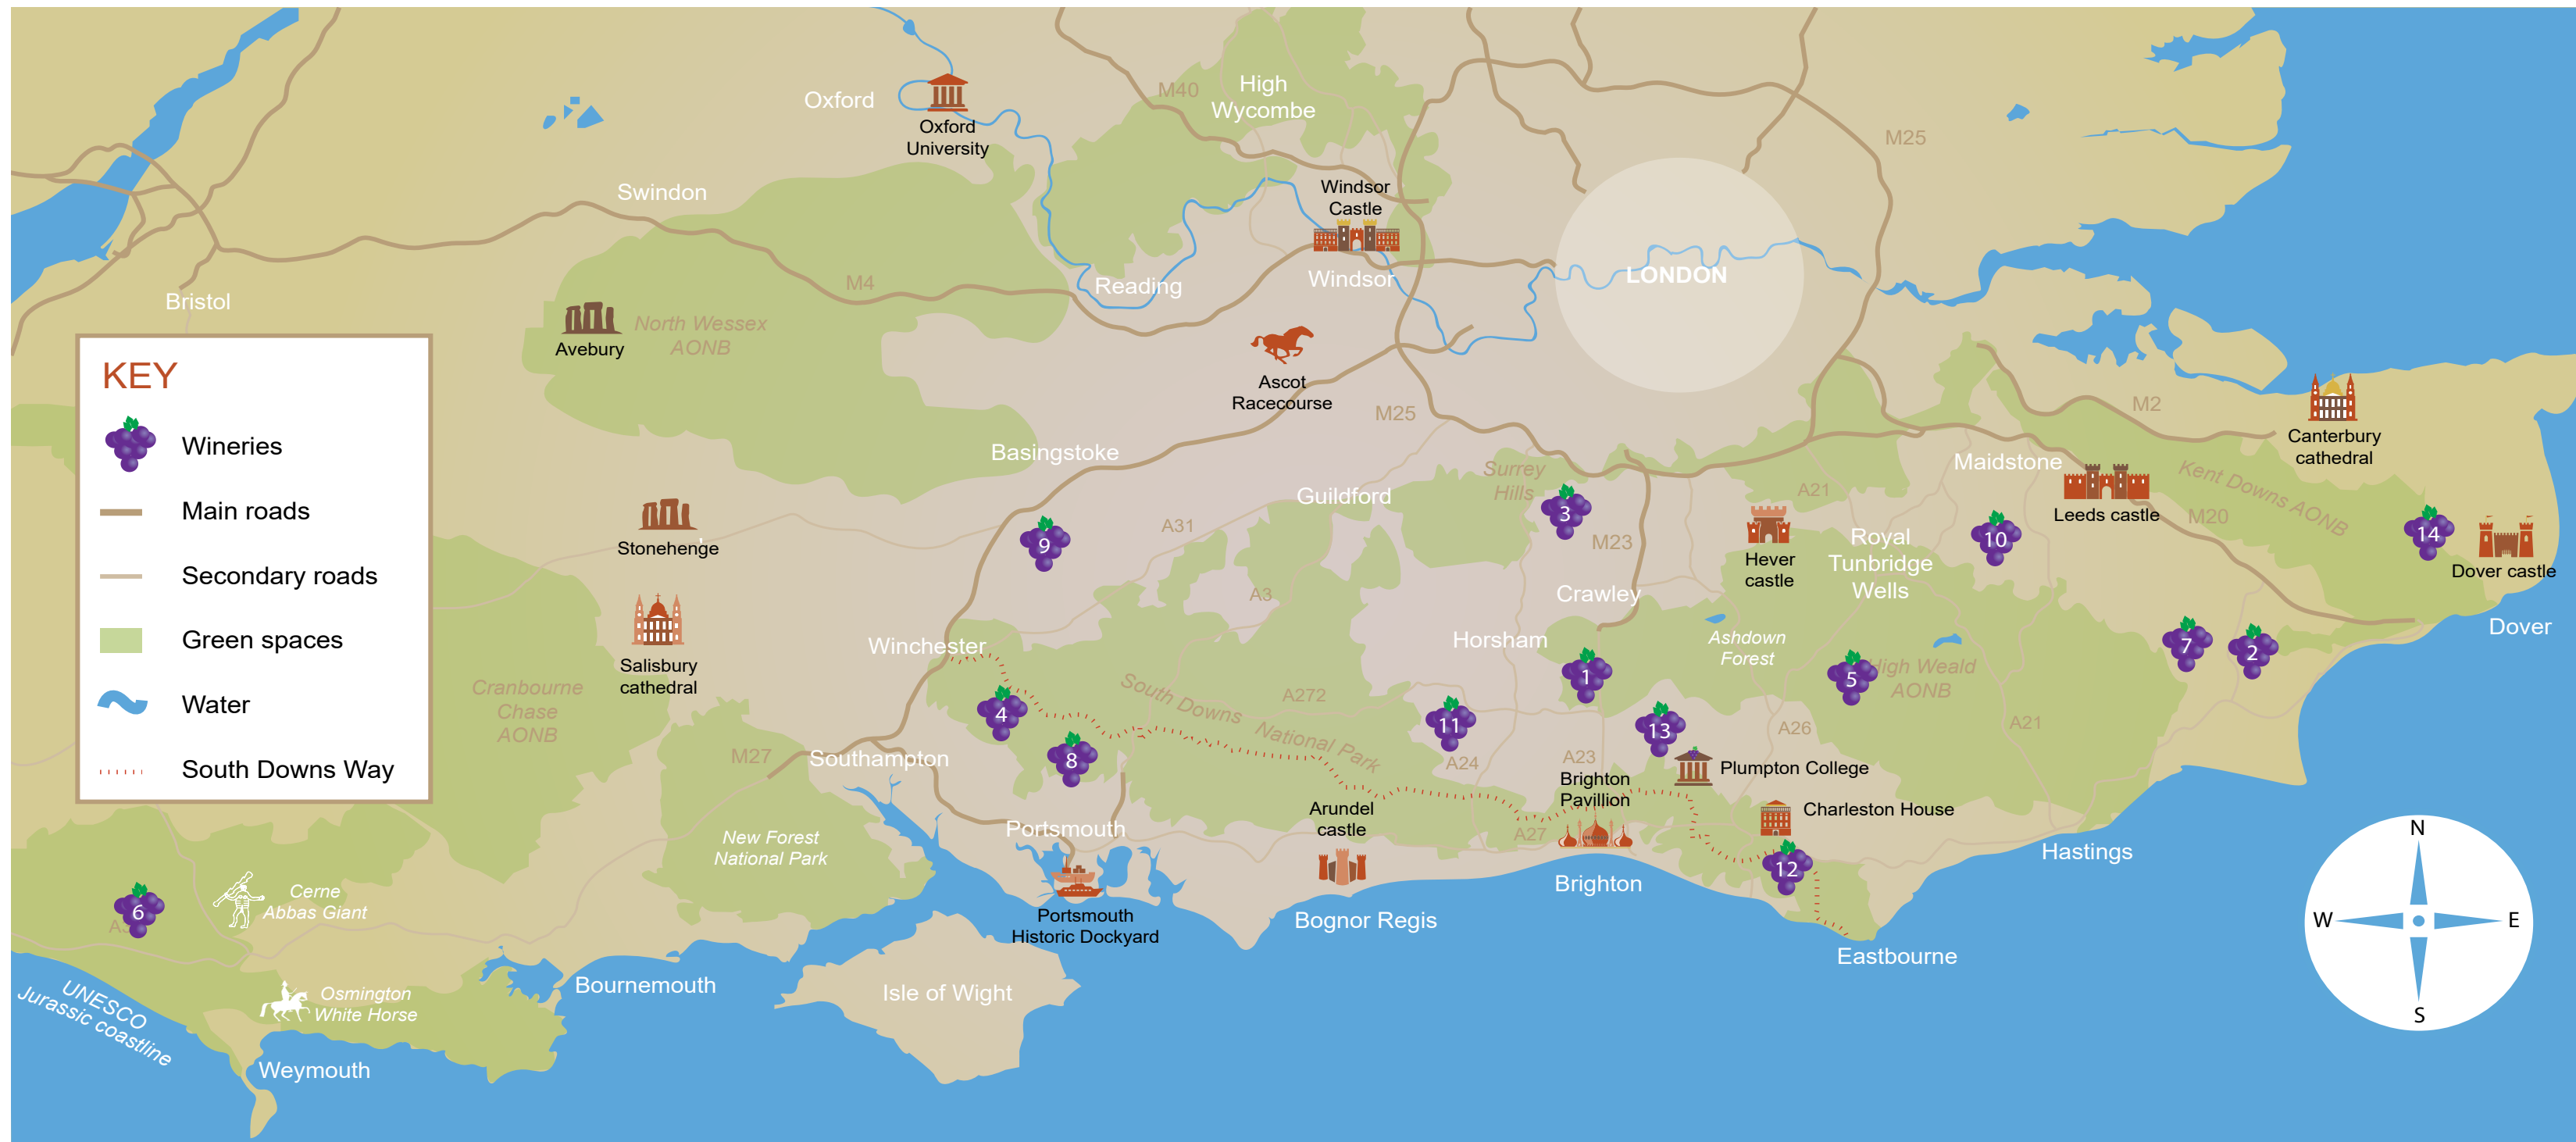 Oxford
Oxford
University
M40
High
Wycombe
M25
Swindon
Windsor
Castle
Windsor
LONDON
Reading
M4
Bristol
Avebury
North Wessex
AONB
Ascot
Racecourse
M25
M2
Canterbury
cathedral
KEY
Wineries
Main roads
Secondary roads
Green spaces
Water
South Downs Way
Basingstoke
Guildford
Surrey
Hills
A21
Maidstone
Leeds castle
Kent Downs AONB
M20
Stonehenge
9
A31
3
M23
Hever
castle
Royal
Tunbridge
Wells
10
14
Dover castle
Dover
A3
Crawley
Salisbury
cathedral
Winchester
Horsham
Ashdown
Forest
7
2
1
5
High Weald
AONB
Cranbourne
Chase
AONB
4
South Downs National Park
A272
11
13
A26
A21
M27
Southampton
8
A24
A23
Plumpton College
Brighton
Pavillion
Arundel
castle
Charleston House
A27
New Forest
National Park
Portsmouth
12
Hastings
Brighton
Cerne
Abbas Giant
6
Portsmouth
Historic Dockyard
Bognor Regis
Eastbourne
N
W
E
S
Bournemouth
Isle of Wight
Osmington
White Horse
UNESCO
Jurassic coastline
Weymouth